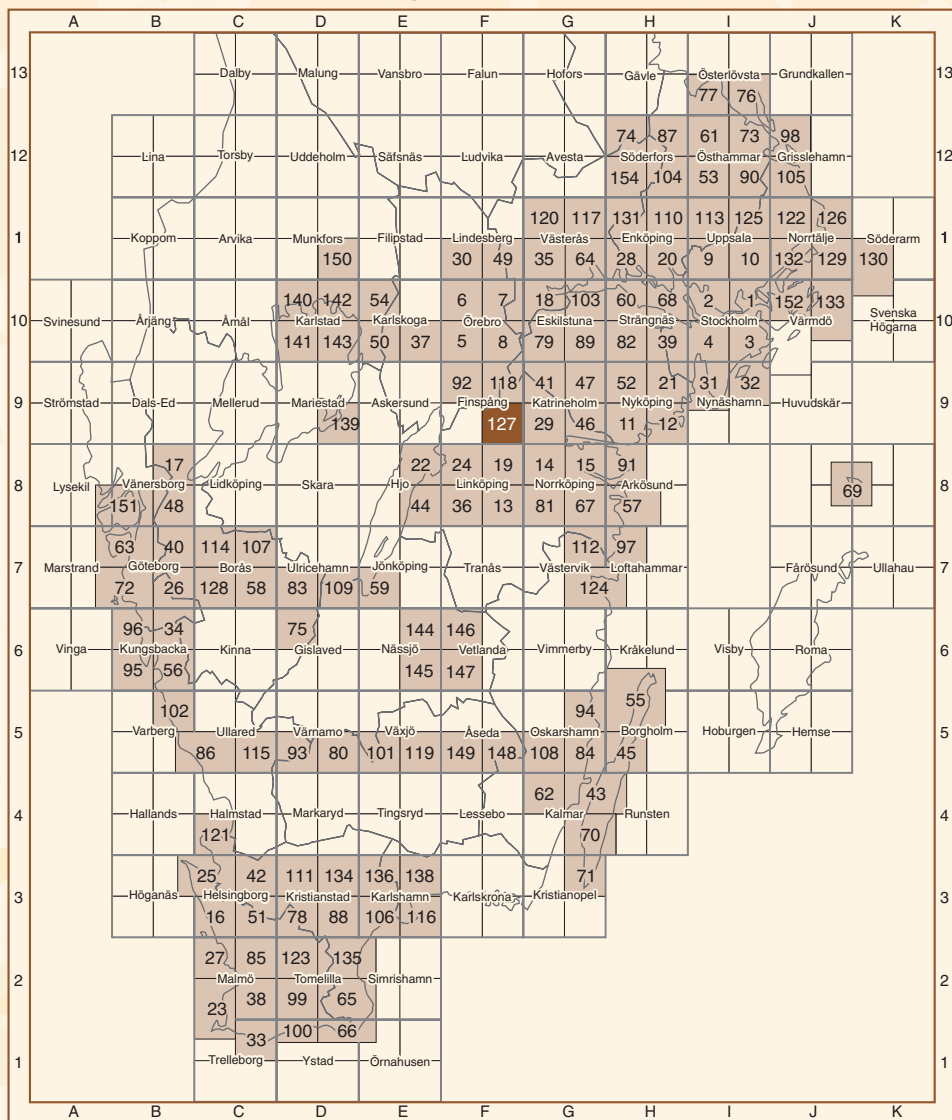 A B C D E F G H I J K
13 Dalby Malung Vansbro Falun Hofors Gävle Österlövsta Grundkallen 13
77 76
74 87 61 73 98
12 Lina Torsby Uddeholm Säfsnäs Ludvika Avesta Söderfors Östhammar Grisslehamn 12
154 104 53 90 105
120 117 131 110 113 125 122 126
1 Koppom Arvika Munkfors Filipstad Lindesberg Västerås Enköping Uppsala Norrtälje Söderarm 1
150 30 49 35 64 28 20 9 10 132 129 130
140 142 54 6 7 18 103 60 68 2 1 152 133
10 Svinesund Årjäng Åmål Karlstad Karlskoga Örebro Eskilstuna Strängnäs Stockholm Värmdö Svenska Högarna 10
141 143 50 37 5 8 79 89 82 39 4 3
92 118 41 47 52 21 31 32
9 Strömstad Dals-Ed Mellerud Mariestad Askersund Finspång Katrineholm Nyköping Nynäshamn Huvudskär 9
139 127 29 46 11 12
17 22 24 19 14 15 91
8 Lysekil Vänersborg Lidköping Skara Hjo Linköping Norrköping Arkösund 69 8
151 48 44 36 13 81 67 57
63 40 114 107 112 97
7 Marstrand Göteborg Borås Ulricehamn Jönköping Tranås Västervik Loftahammar Fårösund Ullahau 7
72 26 128 58 83 109 59 124
96 34 75 144 146
6 Vinga Kungsbacka Kinna Gislaved Nässjö Vetlanda Vimmerby Kråkelund Visby Roma 6
95 56 145 147
102 94 55
5 Varberg Ullared Värnamo Växjö Åseda Oskarshamn Borgholm Hoburgen Hemse 5
86 115 93 80 101 119 149 148 108 84 45
62 43
4 Hallands Halmstad Markaryd Tingsryd Lessebo Kalmar Runsten 4
121 70
25 42 111 134 136 138 71
3 Höganäs Helsingborg Kristianstad Karlshamn Karlskrona Kristianopel 3
16 51 78 88 106 116
27 85 123 135
2 Malmö Tomelilla Simrishamn 2
23 38 99 65
33 100 66
1 Trelleborg Ystad Örnahusen 1
A B C D E F G H I J K